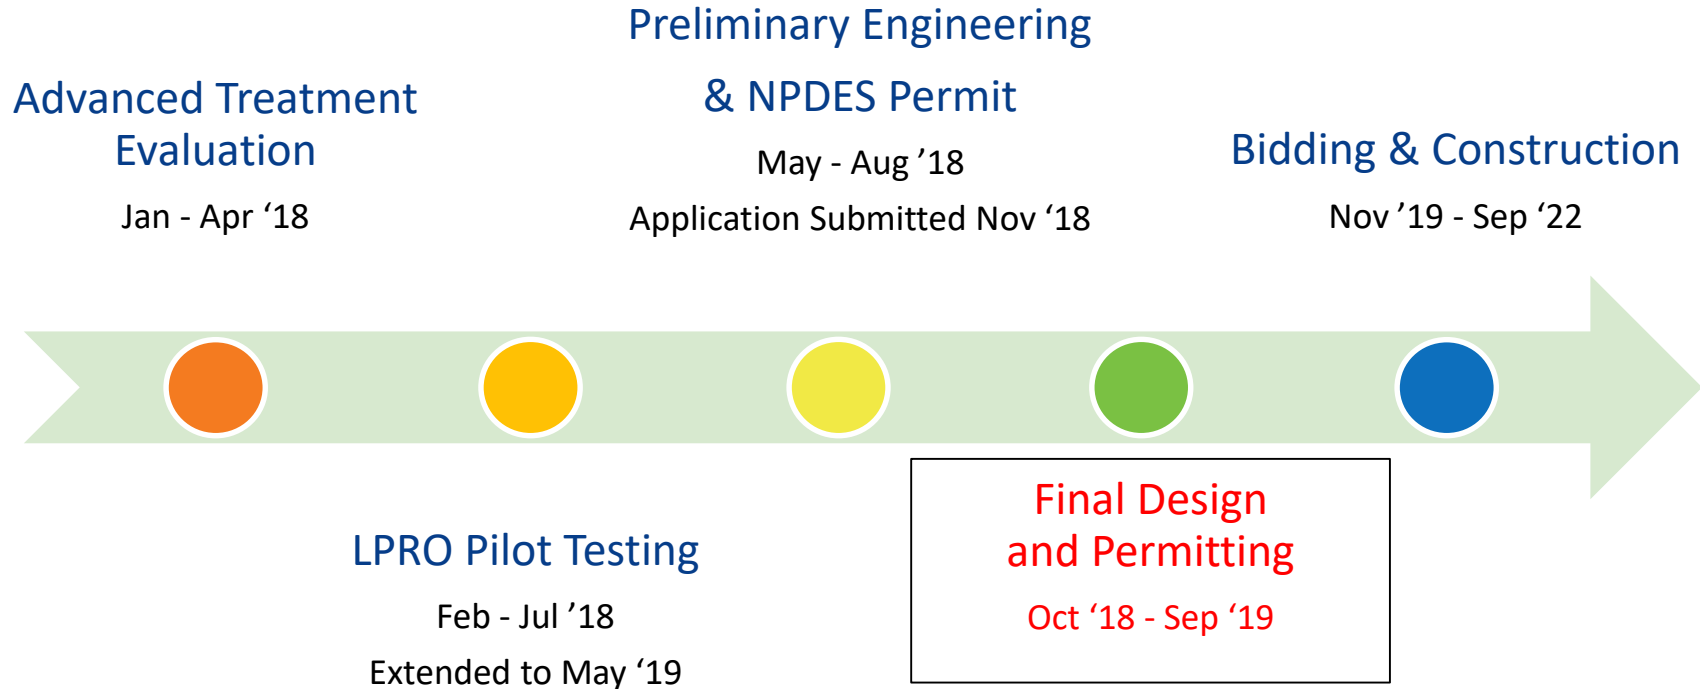 Advanced Treatment
Evaluation
Jan - Apr ‘18
LPRO Pilot Testing
Feb - Jul ’18
Extended to May ‘19
Preliminary Engineering
& NPDES Permit
May - Aug ’18
Application Submitted Nov ‘18
Final Design
and Permitting
Oct ‘18 - Sep ‘19
Bidding & Construction
Nov ’19 - Sep ‘22